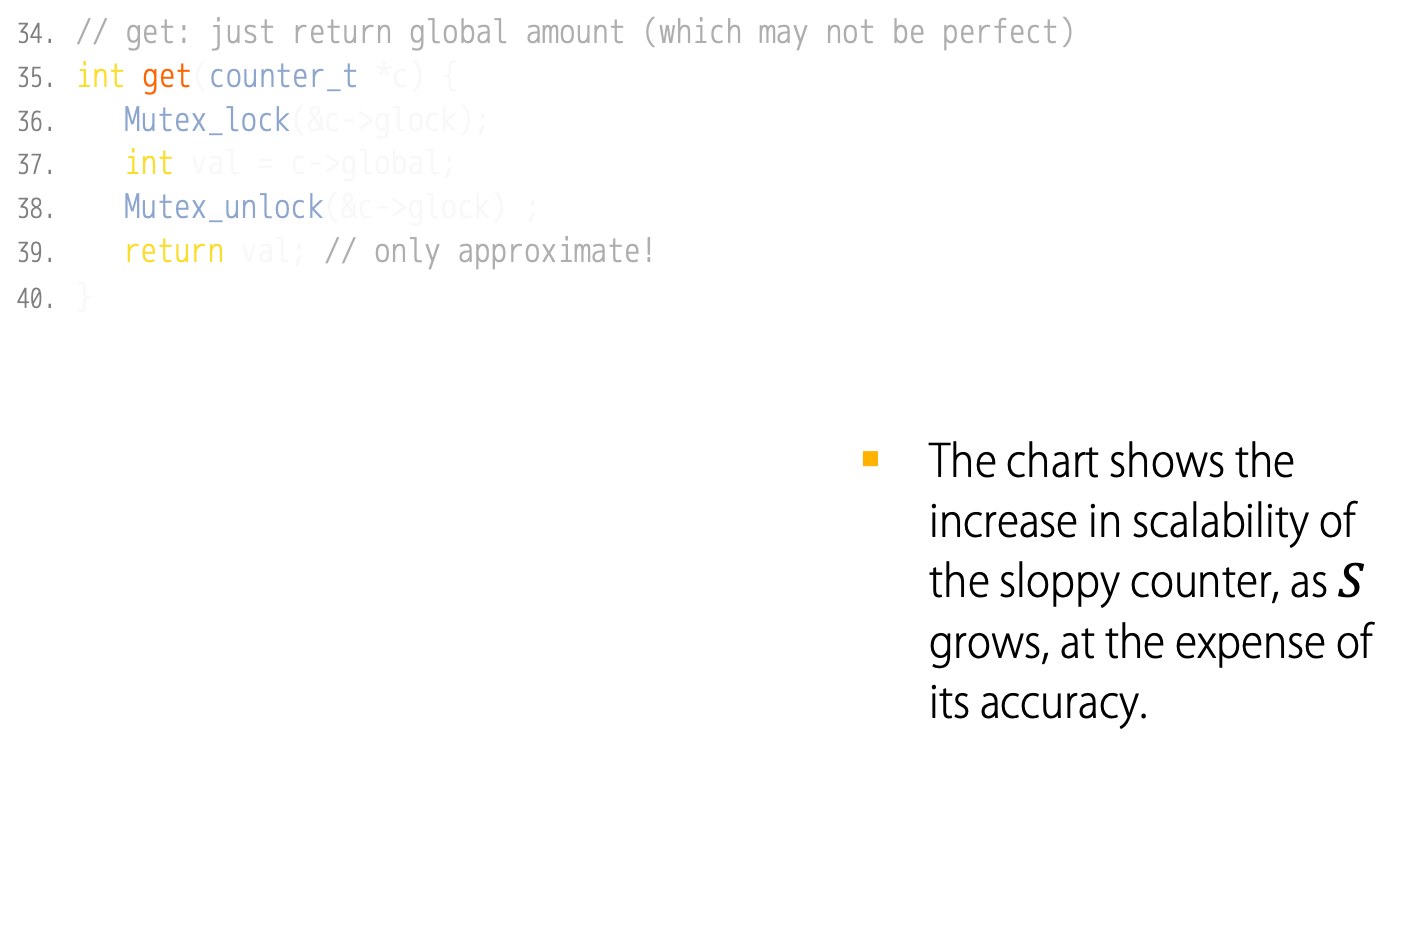 34. // get: just return global amount (which may not be perfect)
35. int get(counter_t *c) {
36. Mutex_lock(&c->glock);
37. int val = c->global;
38. Mutex_unlock(&c->glock) ;
39. return val; // only approximate!
40. }
The chart shows the
increase in scalability of
the sloppy counter, as S
grows, at the expense of
its accuracy.